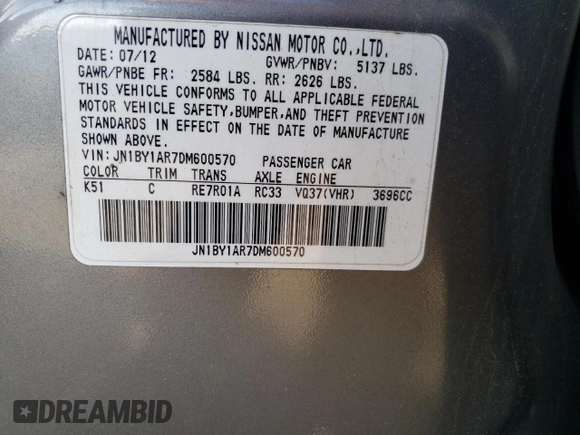 MANUFACTURED BY NISSAN MOTOR CO.,LTD.
DATE: 07/12 GVWR/PNBV: 5137 LBS.
GAWR/PNBE FR: 2584 LBS. RR: 2626 LBS.
THIS VEHICLE CONFORMS TO ALL APPLICABLE FEDERAL
MOTOR VEHICLE SAFETY,BUMPER,AND THEFT PREVENTION
STANDARDS IN EFFECT ON THE DATE OF MANUFACTURE
SHOWN ABOVE.
VIN: JN1BY1AR7DM600570 PASSENGER CAR
COLOR TRIM TRANS AXLE ENGINE
K51 C RE7R01A RC33 VQ37(VHR) 3696CC
JN1BY1AR7DM600570
DREAMBID